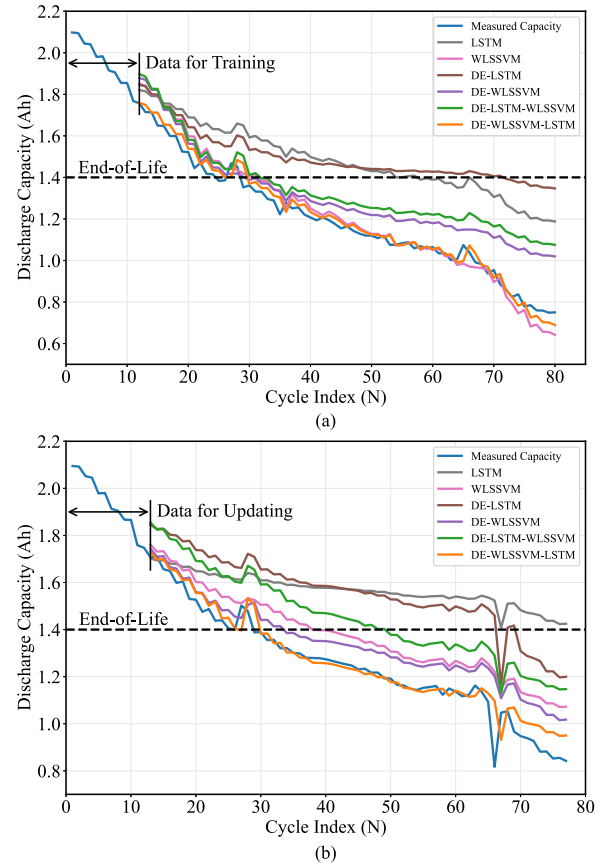 2.2
2.0
1.8
1.6
1.4
1.2
1.0
0.8
0.6
Discharge Capacity (Ah)
Data for Training
End-of-Life
Measured Capacity
LSTM
WLSSVM
DE-LSTM
DE-WLSSVM
DE-LSTM-WLSSVM
DE-WLSSVM-LSTM
0 10 20 30 40 50 60 70 80
Cycle Index (N)
(a)
2.2
2.0
1.8
1.6
1.4
1.2
1.0
0.8
Discharge Capacity (Ah)
Data for Updating
End-of-Life
Measured Capacity
LSTM
WLSSVM
DE-LSTM
DE-WLSSVM
DE-LSTM-WLSSVM
DE-WLSSVM-LSTM
0 10 20 30 40 50 60 70 80
Cycle Index (N)
(b)